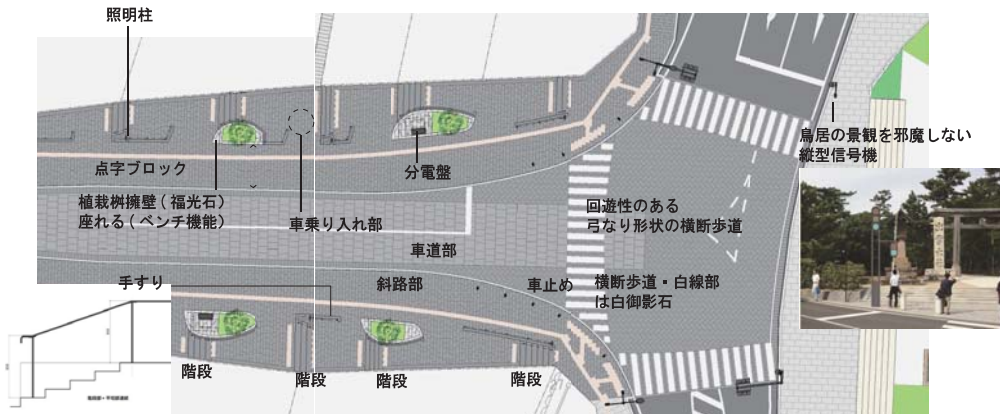 照明柱
点字ブロック
分電盤
鳥居の景観を邪魔しない
縦型信号機
植栽桝擁壁(福光石)
座れる(ベンチ機能)
車乗り入れ部
回遊性のある
弓なり形状の横断歩道
車道部
手すり
斜路部
車止め
横断歩道・白線部
は白御影石
階段
階段
階段
階段